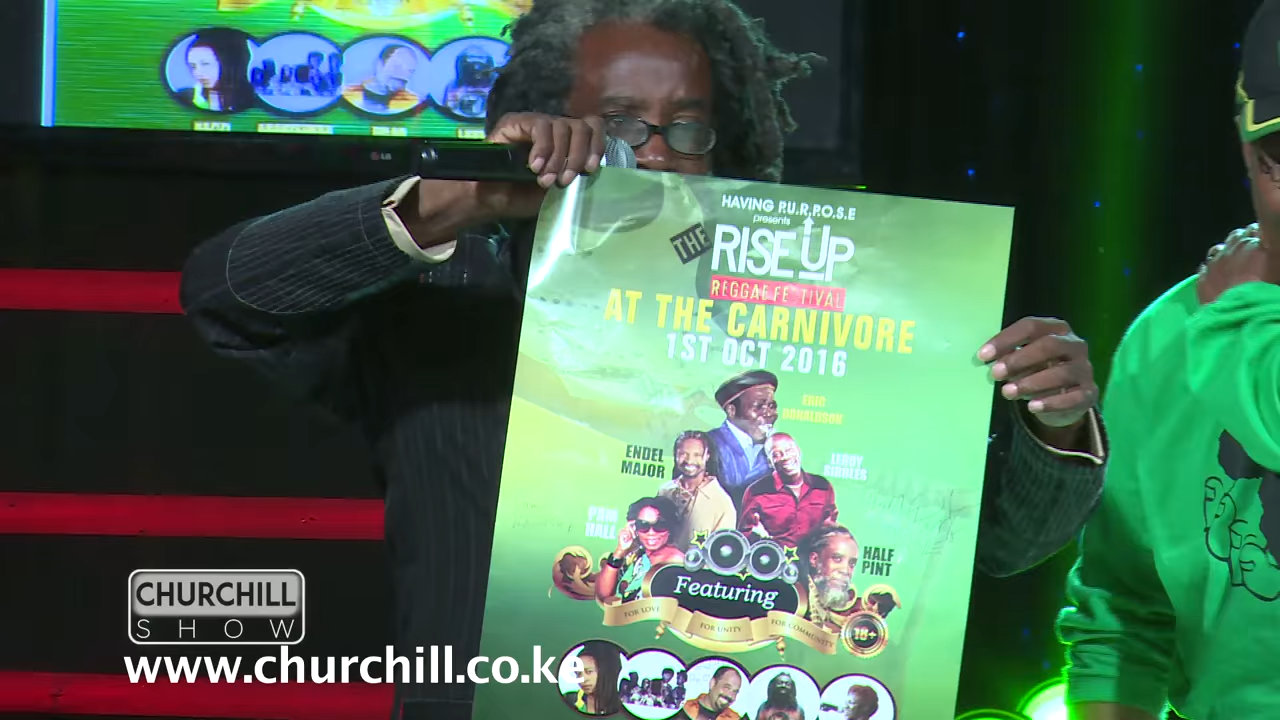 LG
HAVING P.U.R.P.O.S.E
presents
THE
RISE UP
REGGAE FESTIVAL
AT THE CARNIVORE
1ST OCT 2016
ERIC
DONALDSON
ENDEL
MAJOR
LEROY
SIBBLES
PAM
HALL
HALF
PINT
Featuring
FOR LOVE
FOR UNITY
FOR COMMUNITY
18+
CHURCHILL
SHOW
www.churchill.co.ke